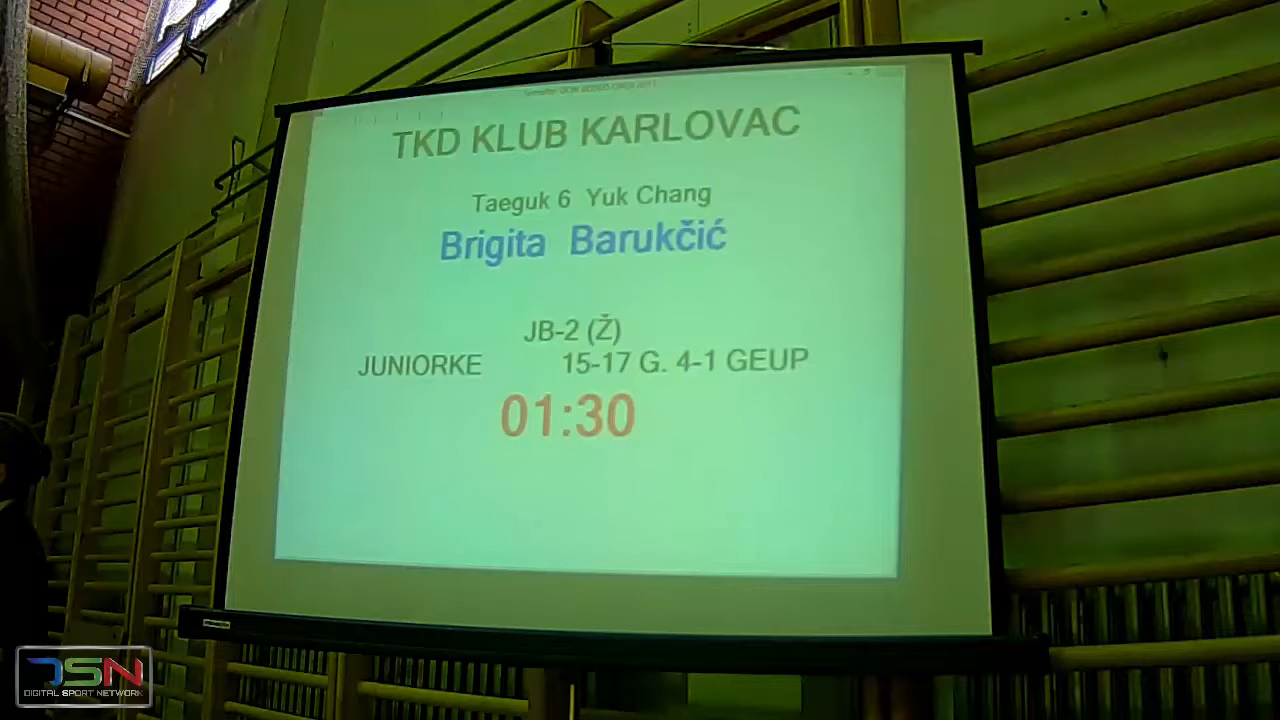 TKD KLUB KARLOVAC
Taeguk 6 Yuk Chang
Brigita Barukčić
JB-2 (Ž)
JUNIORKE 15-17 G. 4-1 GEUP
01:30
DSN
DIGITAL SPORT NETWORK